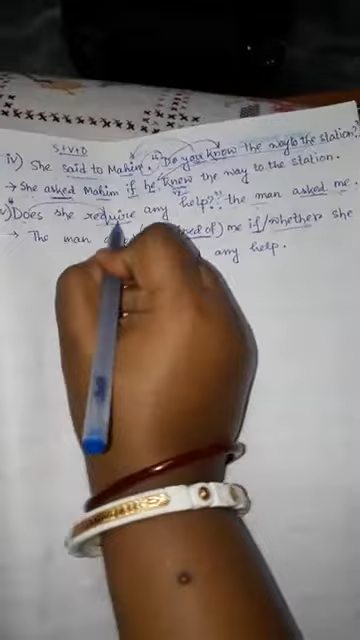 S+V+O
iv) She said to Mahim, "Do you know the way to the station?"
→ She asked Mahim if he knew the way to the station.
v) "Does she require any help?" the man asked me.
→ The man of) me if/whether she
any help.